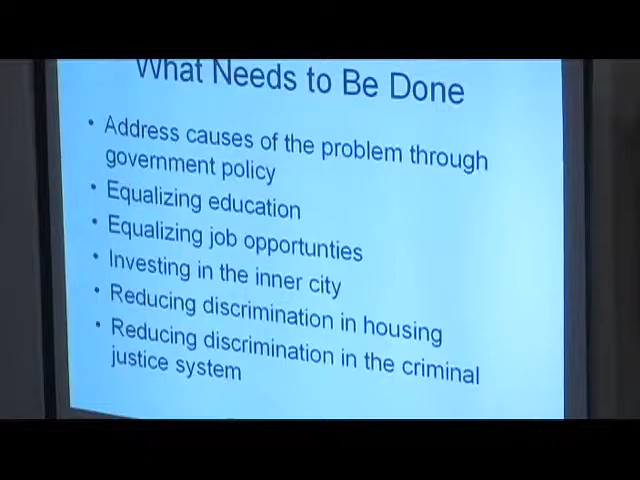 What Needs to Be Done
• Address causes of the problem through
government policy
• Equalizing education
• Equalizing job opportunties
• Investing in the inner city
• Reducing discrimination in housing
• Reducing discrimination in the criminal
justice system